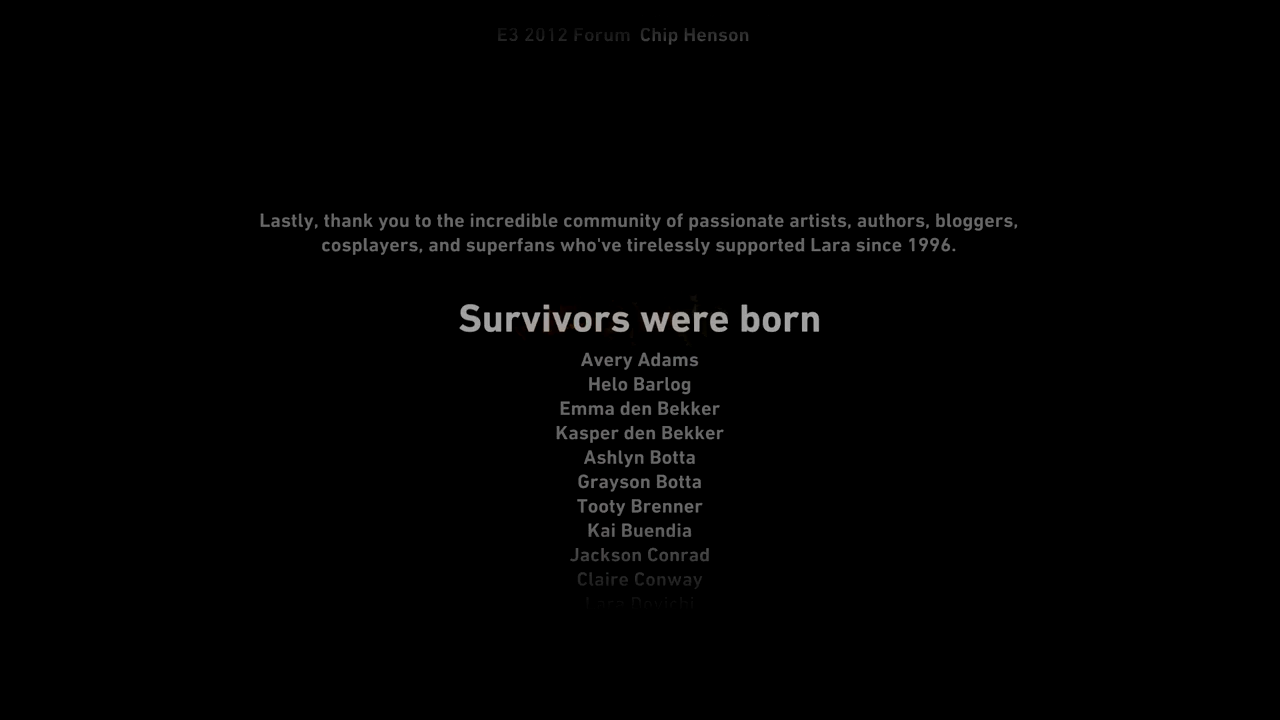 E3 2012 Forum Chip Henson
Lastly, thank you to the incredible community of passionate artists, authors, bloggers,
cosplayers, and superfans who've tirelessly supported Lara since 1996.
Survivors were born
Avery Adams
Helo Barlog
Emma den Bekker
Kasper den Bekker
Ashlyn Botta
Grayson Botta
Tooty Brenner
Kai Buendia
Jackson Conrad
Claire Conway
Lara